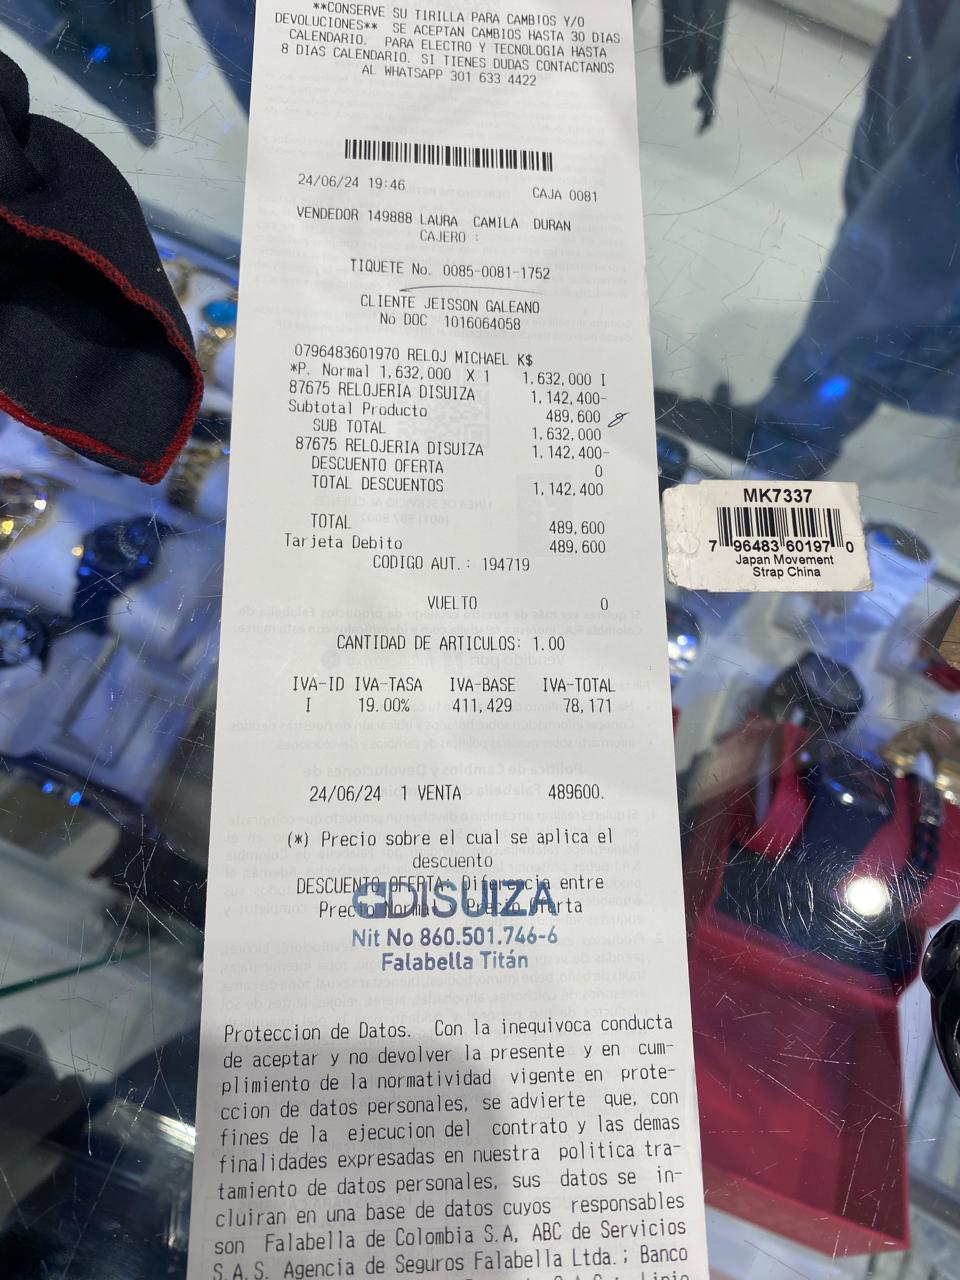 **CONSERVE SU TIRILLA PARA CAMBIOS Y/O
DEVOLUCIONES** SE ACEPTAN CAMBIOS HASTA 30 DIAS
CALENDARIO. PARA ELECTRO Y TECNOLOGIA HASTA
8 DIAS CALENDARIO. SI TIENES DUDAS CONTACTANOS
AL WHATSAPP 301 633 4422
24/06/24 19:46 CAJA 0081
VENDEDOR 149888 LAURA CAMILA DURAN
CAJERO :
TIQUETE No. 0085-0081-1752
CLIENTE JEISSON GALEANO
No DOC 1016064058
0796483601970 RELOJ MICHAEL K$
*P. Normal 1,632,000 X 1 1,632,000 I
87675 RELOJERIA DISUIZA 1,142,400-
Subtotal Producto 489,600
SUB TOTAL 1,632,000
87675 RELOJERIA DISUIZA 1,142,400-
DESCUENTO OFERTA 0
TOTAL DESCUENTOS 1,142,400
TOTAL 489,600
Tarjeta Debito 489,600
CODIGO AUT.: 194719
VUELTO 0
CANTIDAD DE ARTICULOS: 1.00
IVA-ID IVA-TASA IVA-BASE IVA-TOTAL
I 19.00% 411,429 78,171
24/06/24 1 VENTA 489600.
(*) Precio sobre el cual se aplica el
descuento
DESCUENTO OFERTA: Diferencia entre
Precio Normal y Precio Oferta
DISUIZA
Nit No 860.501.746-6
Falabella Titán
Proteccion de Datos. Con la inequivoca conducta
de aceptar y no devolver la presente y en cum-
plimiento de la normatividad vigente en prote-
ccion de datos personales, se advierte que, con
fines de la ejecucion del contrato y las demas
finalidades expresadas en nuestra politica tra-
tamiento de datos personales, sus datos se in-
cluiran en una base de datos cuyos responsables
son Falabella de Colombia S.A, ABC de Servicios
S.A.S. Agencia de Seguros Falabella Ltda.; Banco
MK7337
7 96483 60197 0
Japan Movement
Strap China